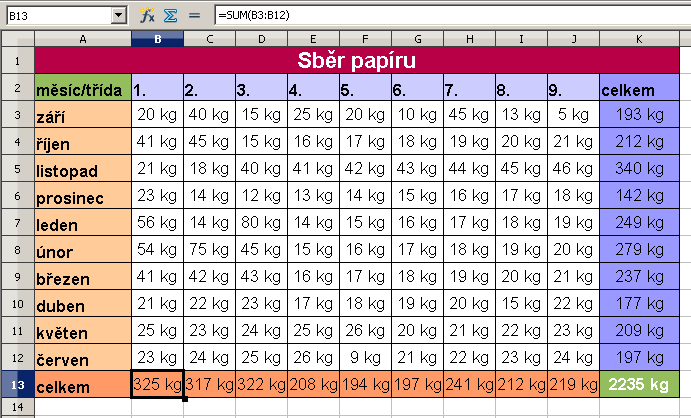 B13 =SUM(B3:B12)
A B C D E F G H I J K
1 Sběr papíru
2 měsíc/třída 1. 2. 3. 4. 5. 6. 7. 8. 9. celkem
3 září 20 kg 40 kg 15 kg 25 kg 20 kg 10 kg 45 kg 13 kg 5 kg 193 kg
4 říjen 41 kg 45 kg 15 kg 16 kg 17 kg 18 kg 19 kg 20 kg 21 kg 212 kg
5 listopad 21 kg 18 kg 40 kg 41 kg 42 kg 43 kg 44 kg 45 kg 46 kg 340 kg
6 prosinec 23 kg 14 kg 12 kg 13 kg 14 kg 15 kg 16 kg 17 kg 18 kg 142 kg
7 leden 56 kg 14 kg 80 kg 14 kg 15 kg 16 kg 17 kg 18 kg 19 kg 249 kg
8 únor 54 kg 75 kg 45 kg 15 kg 16 kg 17 kg 18 kg 19 kg 20 kg 279 kg
9 březen 41 kg 42 kg 43 kg 16 kg 17 kg 18 kg 19 kg 20 kg 21 kg 237 kg
10 duben 21 kg 22 kg 23 kg 17 kg 18 kg 19 kg 20 kg 15 kg 22 kg 177 kg
11 květen 25 kg 23 kg 24 kg 25 kg 26 kg 20 kg 21 kg 22 kg 23 kg 209 kg
12 červen 23 kg 24 kg 25 kg 26 kg 9 kg 21 kg 22 kg 23 kg 24 kg 197 kg
13 celkem 325 kg 317 kg 322 kg 208 kg 194 kg 197 kg 241 kg 212 kg 219 kg 2235 kg
14